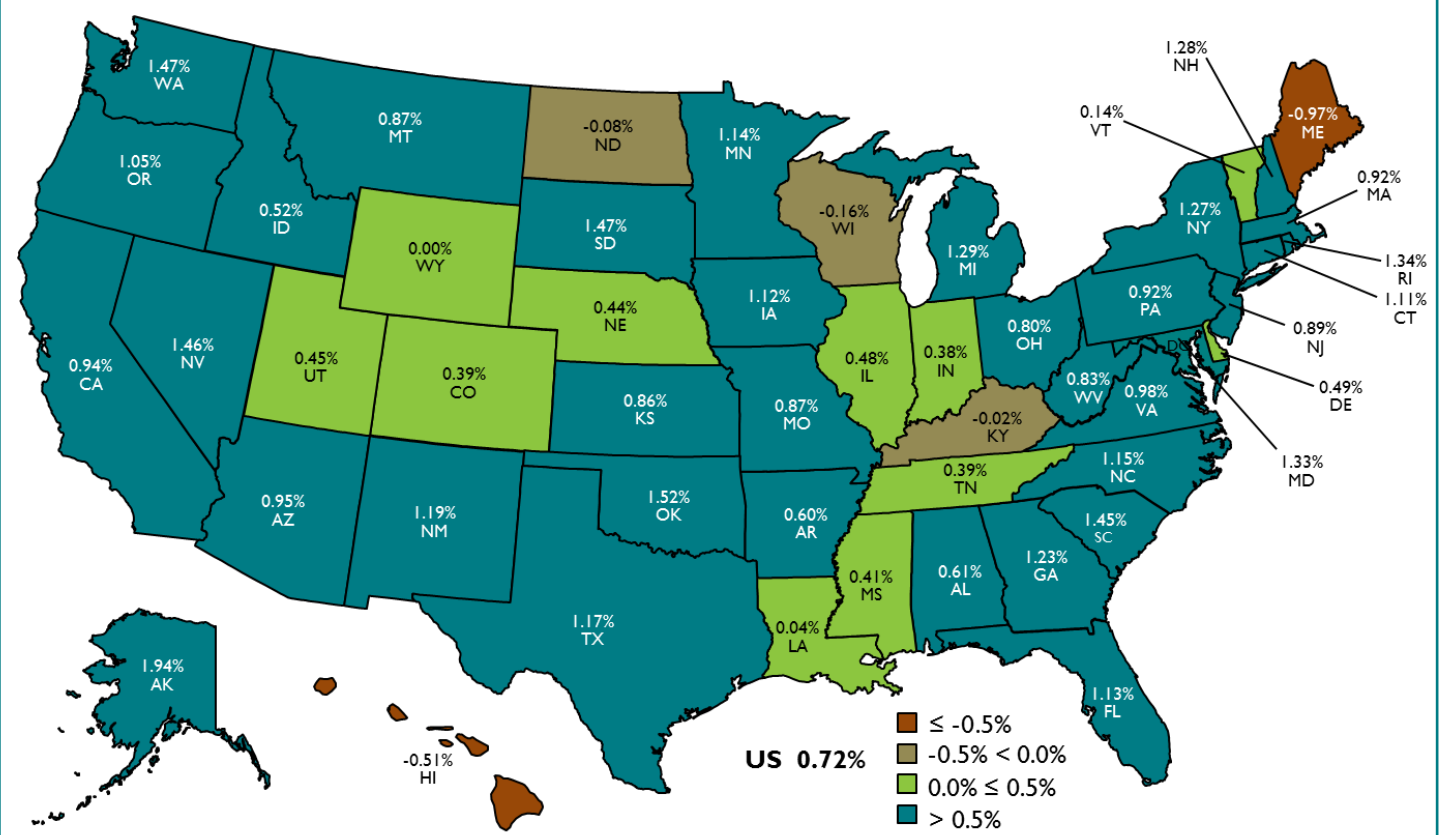 1.28%
NH
1.47%
WA
0.14%
VT
-0.97%
ME
0.87%
MT
-0.08%
ND
1.14%
MN
1.05%
OR
0.92%
MA
0.52%
ID
1.47%
SD
-0.16%
WI
1.27%
NY
0.00%
WY
1.29%
MI
1.34%
RI
1.11%
CT
0.44%
NE
1.12%
IA
0.92%
PA
0.89%
NJ
0.94%
CA
1.46%
NV
0.45%
UT
0.39%
CO
0.48%
IL
0.38%
IN
0.80%
OH
DC
0.49%
DE
0.86%
KS
0.87%
MO
-0.02%
KY
0.83%
WV
0.98%
VA
1.33%
MD
0.95%
AZ
1.19%
NM
1.52%
OK
0.60%
AR
0.39%
TN
1.15%
NC
1.45%
SC
0.41%
MS
0.61%
AL
1.23%
GA
1.17%
TX
0.04%
LA
1.13%
FL
1.94%
AK
-0.51%
HI
US 0.72%
≤ -0.5%
-0.5% < 0.0%
0.0% ≤ 0.5%
> 0.5%